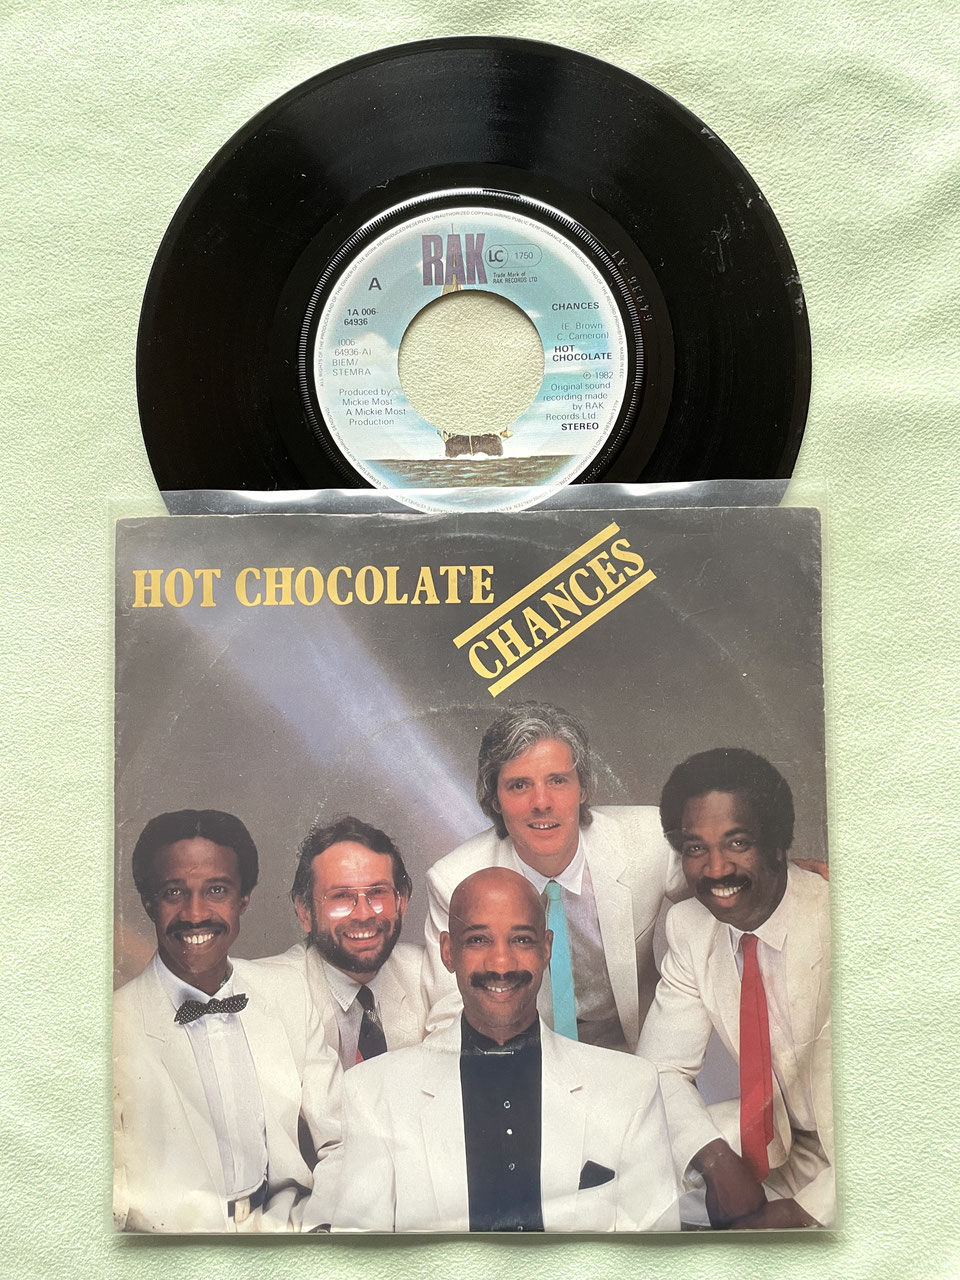 RAK
LC 1750
Trade Mark of
RAK RECORDS LTD
A
1A 006
64936
(006-
64936-A)
BIEM/
STEMRA
Produced by
Mickie Most
A Mickie Most
Production
CHANCES
(E. Brown
C. Cameron)
HOT
CHOCOLATE
℗ 1982
Original sound
recording made
by RAK
Records Ltd.
STEREO
HOT CHOCOLATE
CHANCES